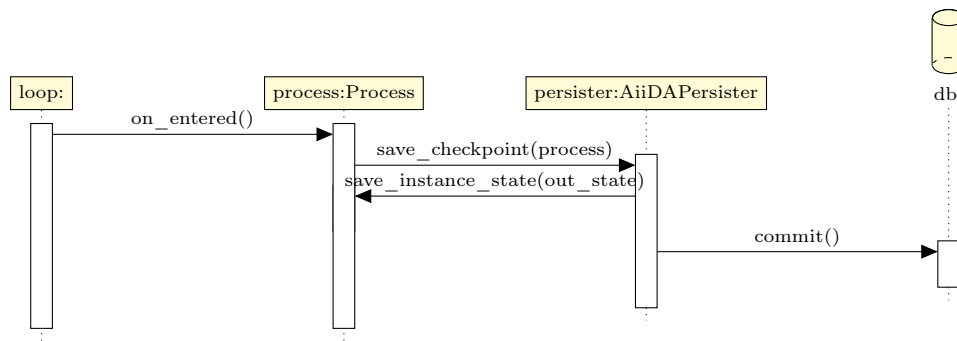 loop:
process:Process
persister:AiiDAPersister
db
on_entered()
save_checkpoint(process)
save_instance_state(out_state)
commit()